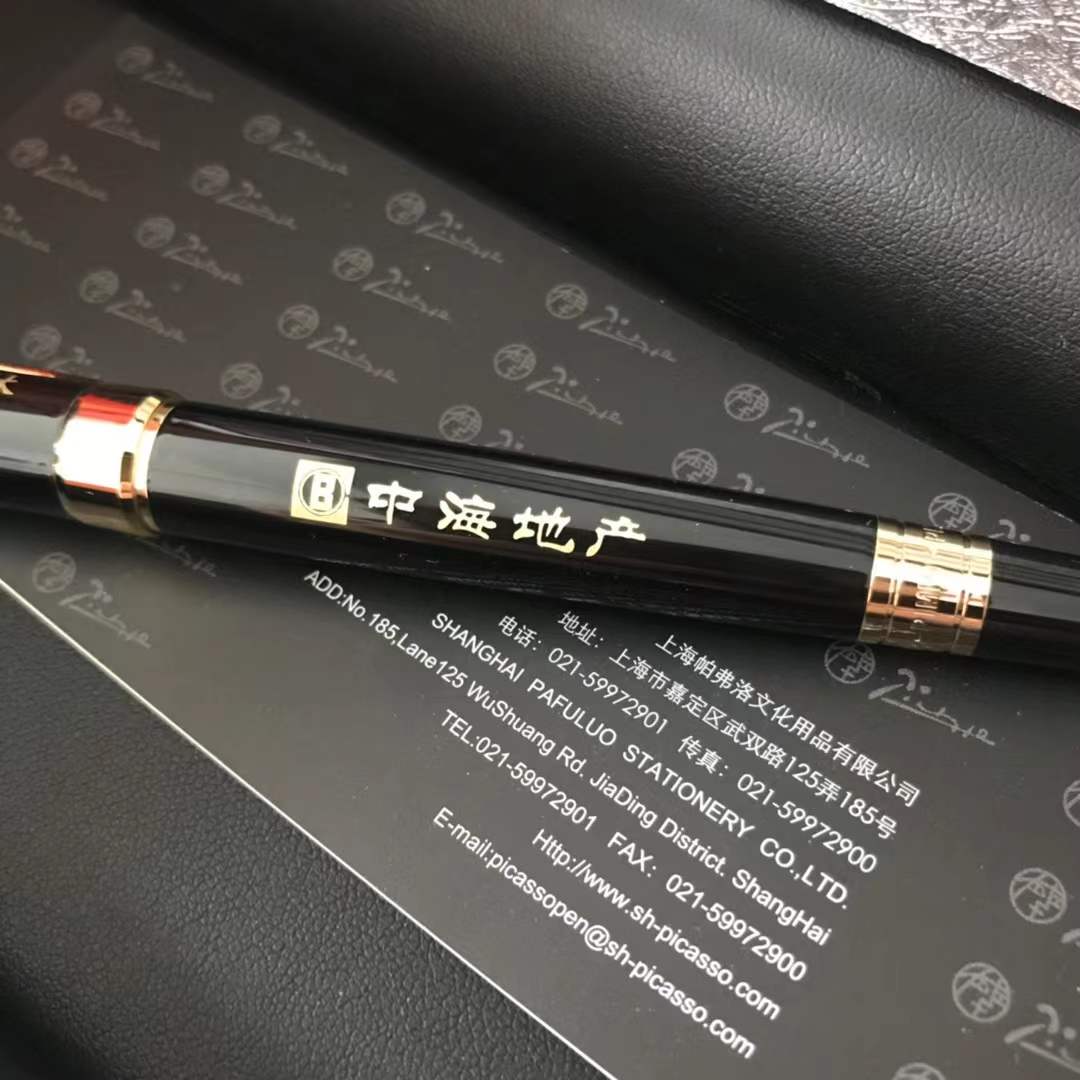 中海地产
上海帕弗洛文化用品有限公司
地址：上海市嘉定区武双路125弄185号
电话：021-59972901 传真：021-59972900
SHANGHAI PAFULUO STATIONERY CO.,LTD.
ADD:No.185,Lane125 WuShuang Rd. JiaDing District. ShangHai
TEL:021-59972901 FAX: 021-59972900
Http://www.sh-picasso.com
E-mail:picassopen@sh-picasso.com